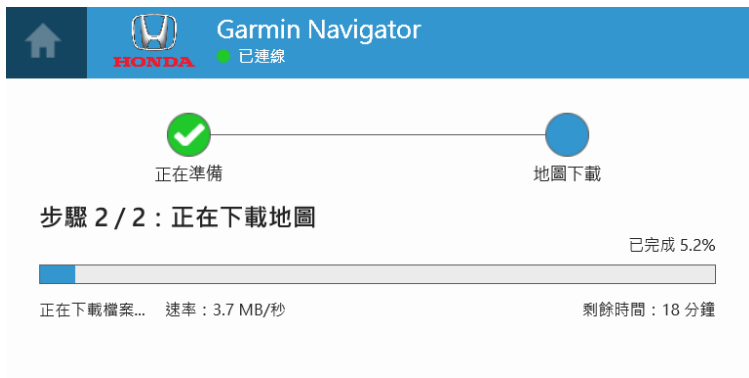 Garmin Navigator
HONDA
已連線
正在準備
地圖下載
步驟 2 / 2：正在下載地圖
已完成 5.2%
正在下載檔案... 速率：3.7 MB/秒
剩餘時間：18 分鐘